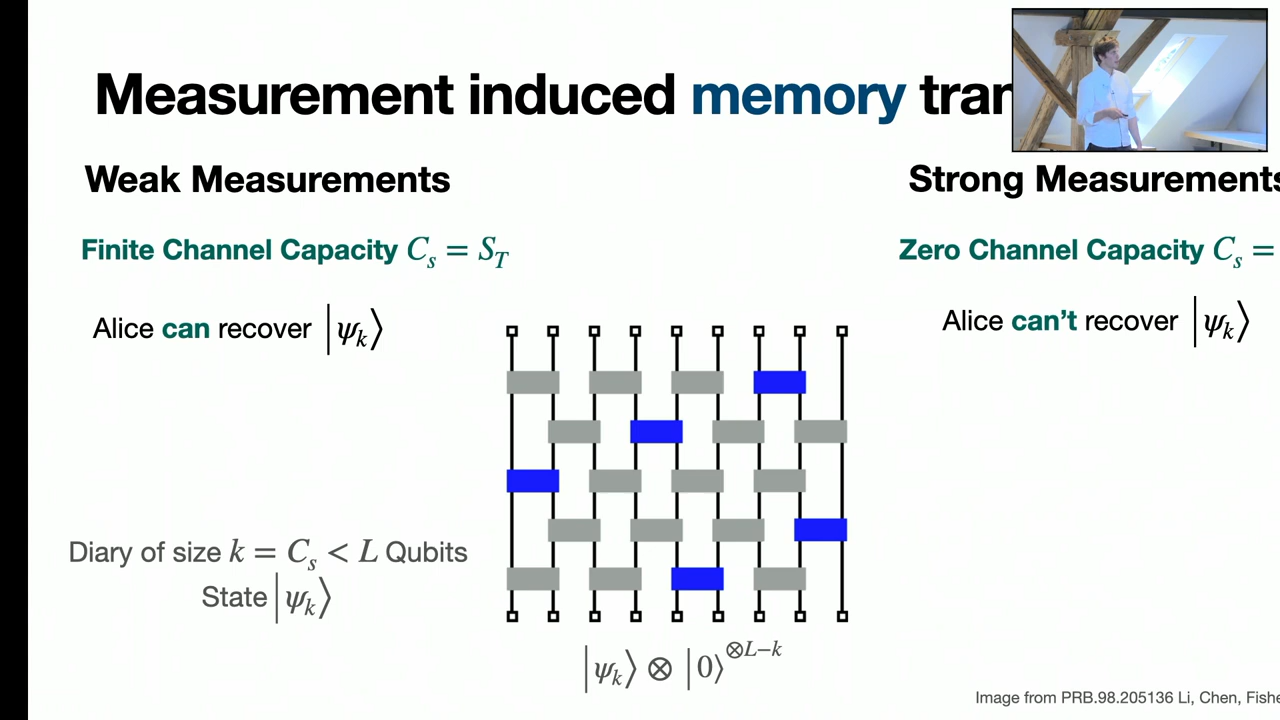 Measurement induced memory tran
Weak Measurements
Strong Measurements
Finite Channel Capacity C_s = S_T
Zero Channel Capacity C_s =
Alice can recover |ψ_k⟩
Alice can't recover |ψ_k⟩
Diary of size k = C_s < L Qubits
State |ψ_k⟩
|ψ_k⟩ ⊗ |0⟩^{⊗L−k}
Image from PRB.98.205136 Li, Chen, Fishe